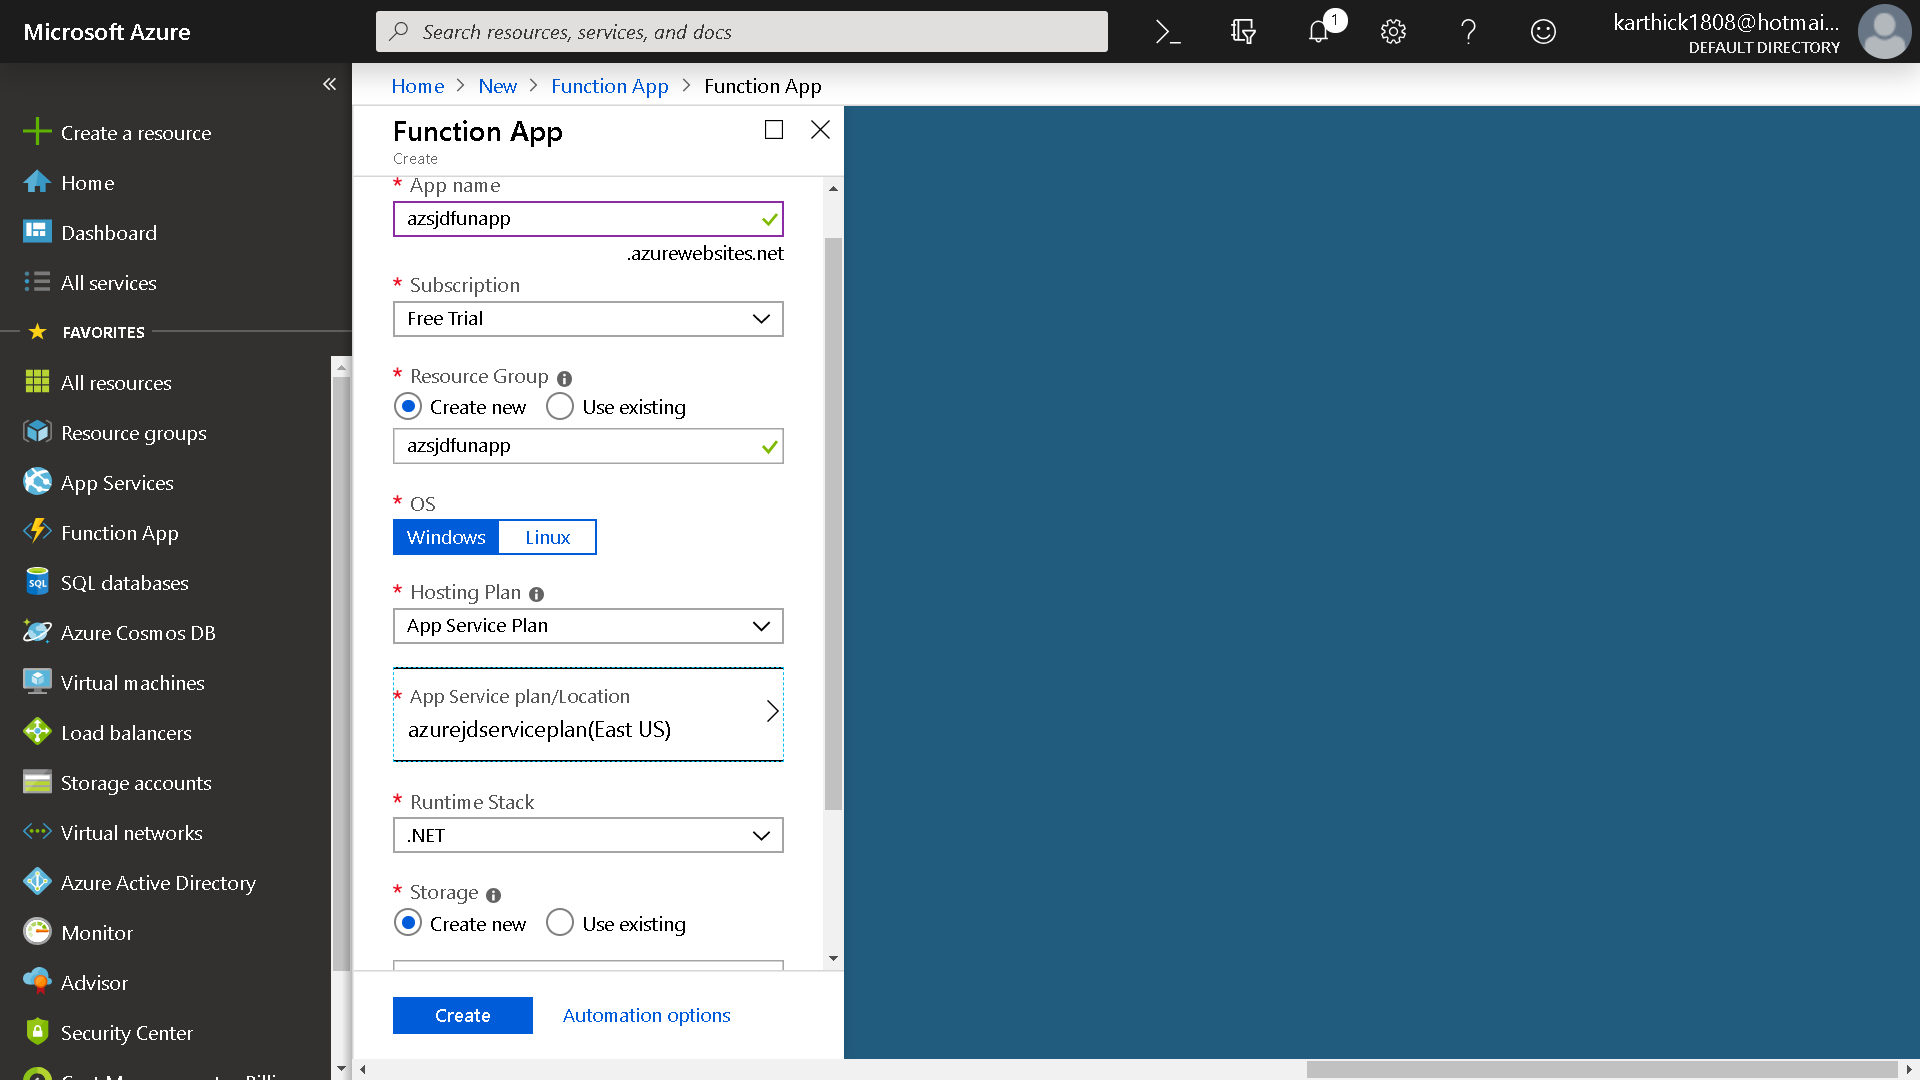 Microsoft Azure
Search resources, services, and docs
1
karthick1808@hotmai...
DEFAULT DIRECTORY
Create a resource
Home
Dashboard
All services
FAVORITES
All resources
Resource groups
App Services
Function App
SQL
SQL databases
Azure Cosmos DB
Virtual machines
Load balancers
Storage accounts
Virtual networks
Azure Active Directory
Monitor
Advisor
Security Center
Home > New > Function App > Function App
Function App
Create
* App name
azsjdfunapp
.azurewebsites.net
* Subscription
Free Trial
* Resource Group
Create new Use existing
azsjdfunapp
* OS
Windows Linux
* Hosting Plan
App Service Plan
* App Service plan/Location
azurejdserviceplan(East US)
* Runtime Stack
.NET
* Storage
Create new Use existing
Create Automation options